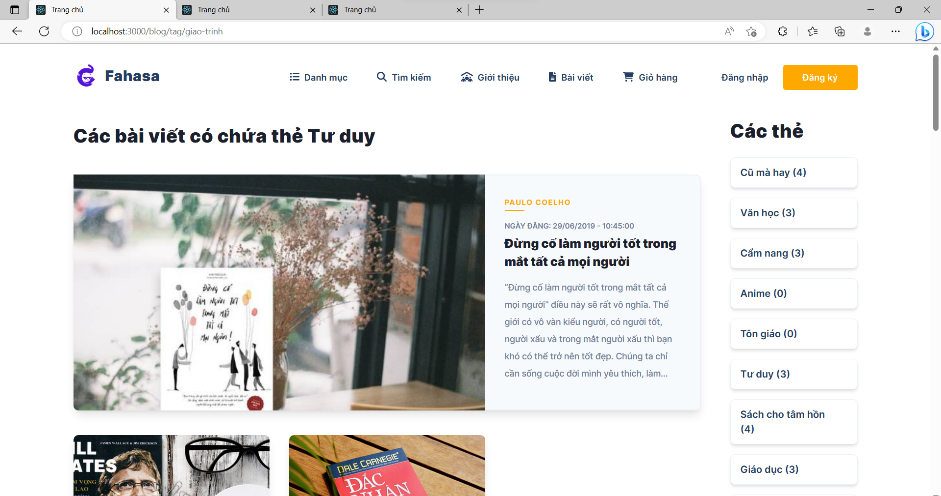 Trang chủ
Trang chủ
Trang chủ
localhost:3000/blog/tag/giao-trinh
Fahasa
Danh mục
Tìm kiếm
Giới thiệu
Bài viết
Giỏ hàng
Đăng nhập
Đăng ký
Các bài viết có chứa thẻ Tư duy
PAULO COELHO
NGÀY ĐĂNG: 29/06/2019 - 10:45:00
Đừng cố làm người tốt trong
mắt tất cả mọi người
“Đừng cố làm người tốt trong mắt tất cả
mọi người” điều này sẽ rất vô nghĩa. Thế
giới có vô vàn kiểu người, có người tốt,
người xấu và trong mắt người xấu thì bạn
khó có thể trở nên tốt đẹp. Chúng ta chỉ
cần sống cuộc đời mình yêu thích, làm...
Đừng cố
làm người tốt
trong mắt
tất cả
mọi người!
JAMES WALLACE & JIM ERICKSON
ILL
ATES
DALE CARNEGIE
ĐẮC
NHÂN
Các thẻ
Cũ mà hay (4)
Văn học (3)
Cẩm nang (3)
Anime (0)
Tôn giáo (0)
Tư duy (3)
Sách cho tâm hồn
(4)
Giáo dục (3)